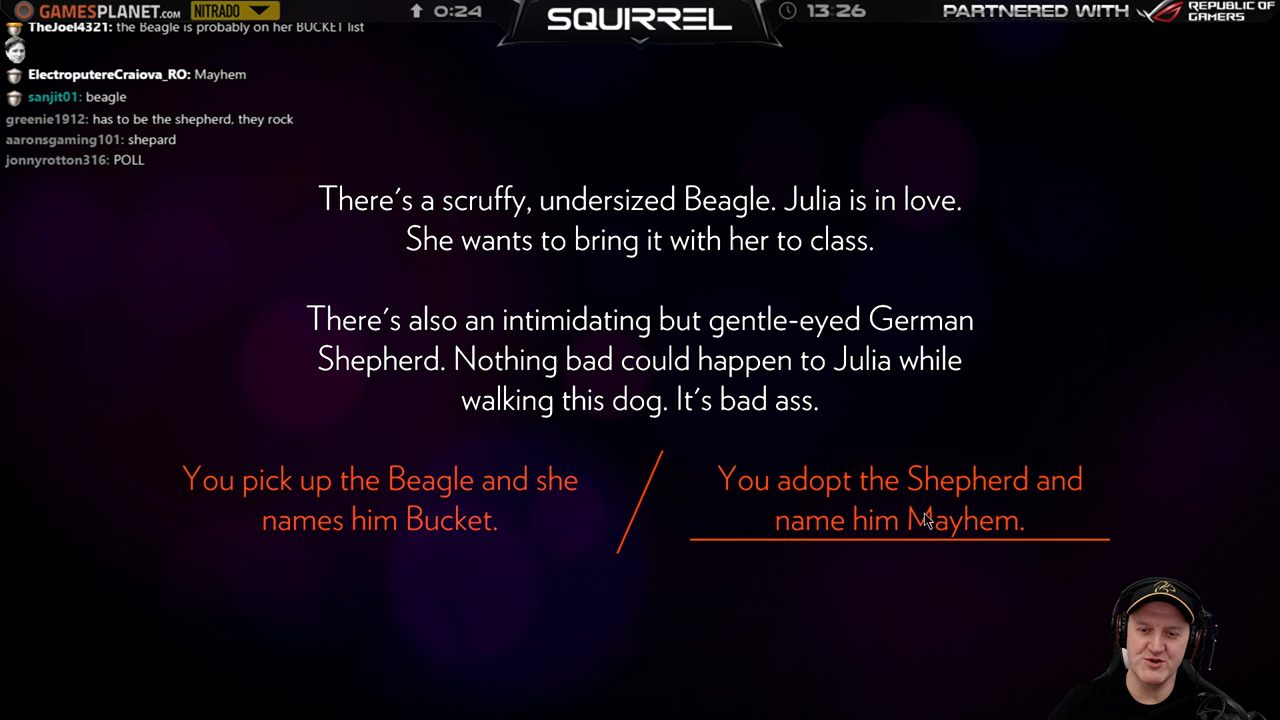 GAMESPLANET.COM NITRADO 0:24 SQUIRREL 13:26 PARTNERED WITH REPUBLIC OF GAMERS
TheJoel4321: the Beagle is probably on her BUCKET list
ElectroputereCraiova_RO: Mayhem
sanjit01: beagle
greenie1912: has to be the shepherd, they rock
aaronsgaming101: shepard
jonnyrotton316: POLL
There's a scruffy, undersized Beagle. Julia is in love.
She wants to bring it with her to class.
There's also an intimidating but gentle-eyed German
Shepherd. Nothing bad could happen to Julia while
walking this dog. It's bad ass.
You pick up the Beagle and she
names him Bucket.
You adopt the Shepherd and
name him Mayhem.